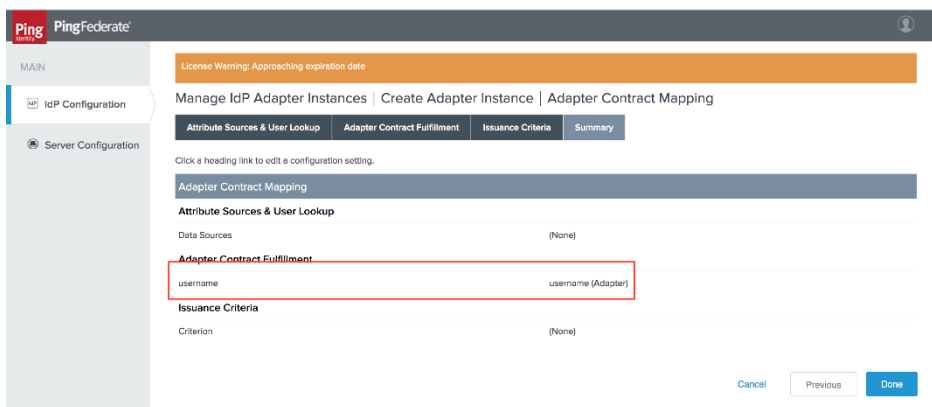 Ping
Identity
PingFederate®
MAIN
License Warning: Approaching expiration date
IdP
IdP Configuration
Manage IdP Adapter Instances | Create Adapter Instance | Adapter Contract Mapping
Attribute Sources & User Lookup Adapter Contract Fulfillment Issuance Criteria Summary
Server Configuration
Click a heading link to edit a configuration setting.
Adapter Contract Mapping
Attribute Sources & User Lookup
Data Sources (None)
Adapter Contract Fulfillment
username username (Adapter)
Issuance Criteria
Criterion (None)
Cancel Previous Done